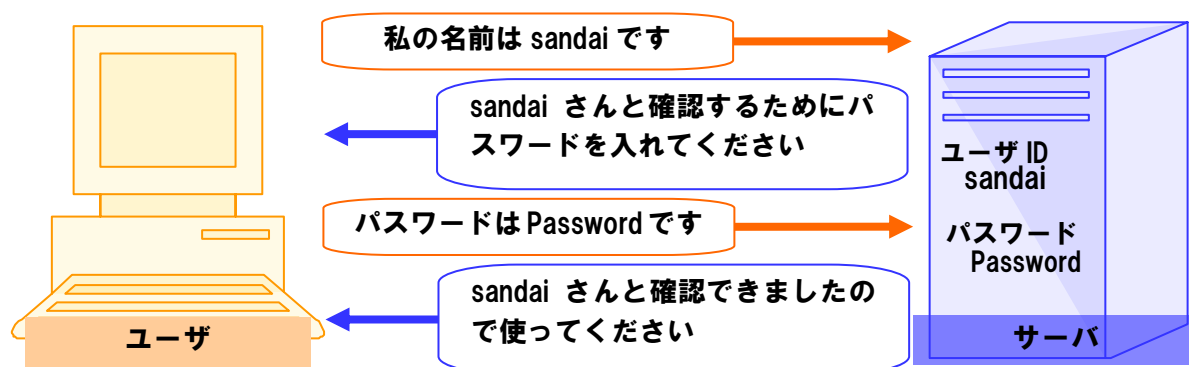 私の名前は sandai です
sandai さんと確認するためにパ
スワードを入れてください
ユーザ ID
sandai
パスワードは Password です
パスワード
Password
sandai さんと確認できましたの
で使ってください
ユーザ
サーバ